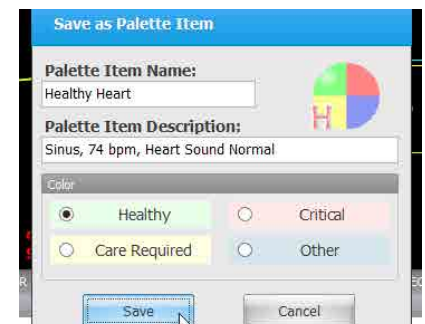 Save as Palette Item
Palette Item Name:
Healthy Heart
H
Palette Item Description:
Sinus, 74 bpm, Heart Sound Normal
Color
Healthy
Critical
Care Required
Other
Save
Cancel